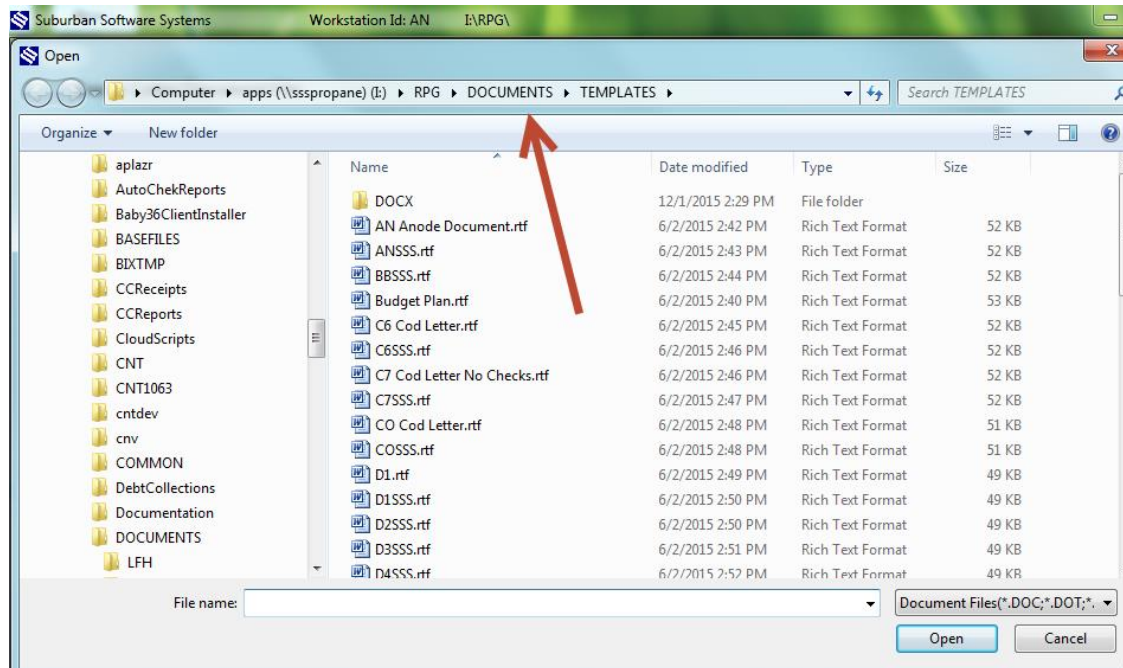 Suburban Software Systems Workstation Id: AN I:\RPG\
Open
Computer apps (\\ssspropane) (I:) RPG DOCUMENTS TEMPLATES Search TEMPLATES
Organize New folder
aplazr
AutoChekReports
Baby36ClientInstaller
BASEFILES
BIXTMP
CCReceipts
CCReports
CloudScripts
CNT
CNT1063
cntdev
cnv
COMMON
DebtCollections
Documentation
DOCUMENTS
LFH
Name Date modified Type Size
DOCX 12/1/2015 2:29 PM File folder
AN Anode Document.rtf 6/2/2015 2:42 PM Rich Text Format 52 KB
ANSSS.rtf 6/2/2015 2:43 PM Rich Text Format 52 KB
BBSSS.rtf 6/2/2015 2:44 PM Rich Text Format 52 KB
Budget Plan.rtf 6/2/2015 2:40 PM Rich Text Format 53 KB
C6 Cod Letter.rtf 6/2/2015 2:45 PM Rich Text Format 52 KB
C6SSS.rtf 6/2/2015 2:46 PM Rich Text Format 52 KB
C7 Cod Letter No Checks.rtf 6/2/2015 2:46 PM Rich Text Format 52 KB
C7SSS.rtf 6/2/2015 2:47 PM Rich Text Format 52 KB
CO Cod Letter.rtf 6/2/2015 2:48 PM Rich Text Format 51 KB
COSSS.rtf 6/2/2015 2:48 PM Rich Text Format 51 KB
D1.rtf 6/2/2015 2:49 PM Rich Text Format 49 KB
D1SSS.rtf 6/2/2015 2:50 PM Rich Text Format 49 KB
D2SSS.rtf 6/2/2015 2:50 PM Rich Text Format 49 KB
D3SSS.rtf 6/2/2015 2:51 PM Rich Text Format 49 KB
D4SSS.rtf 6/2/2015 2:52 PM Rich Text Format 49 KB
File name: Document Files(*.DOC;*.DOT;*.
Open Cancel